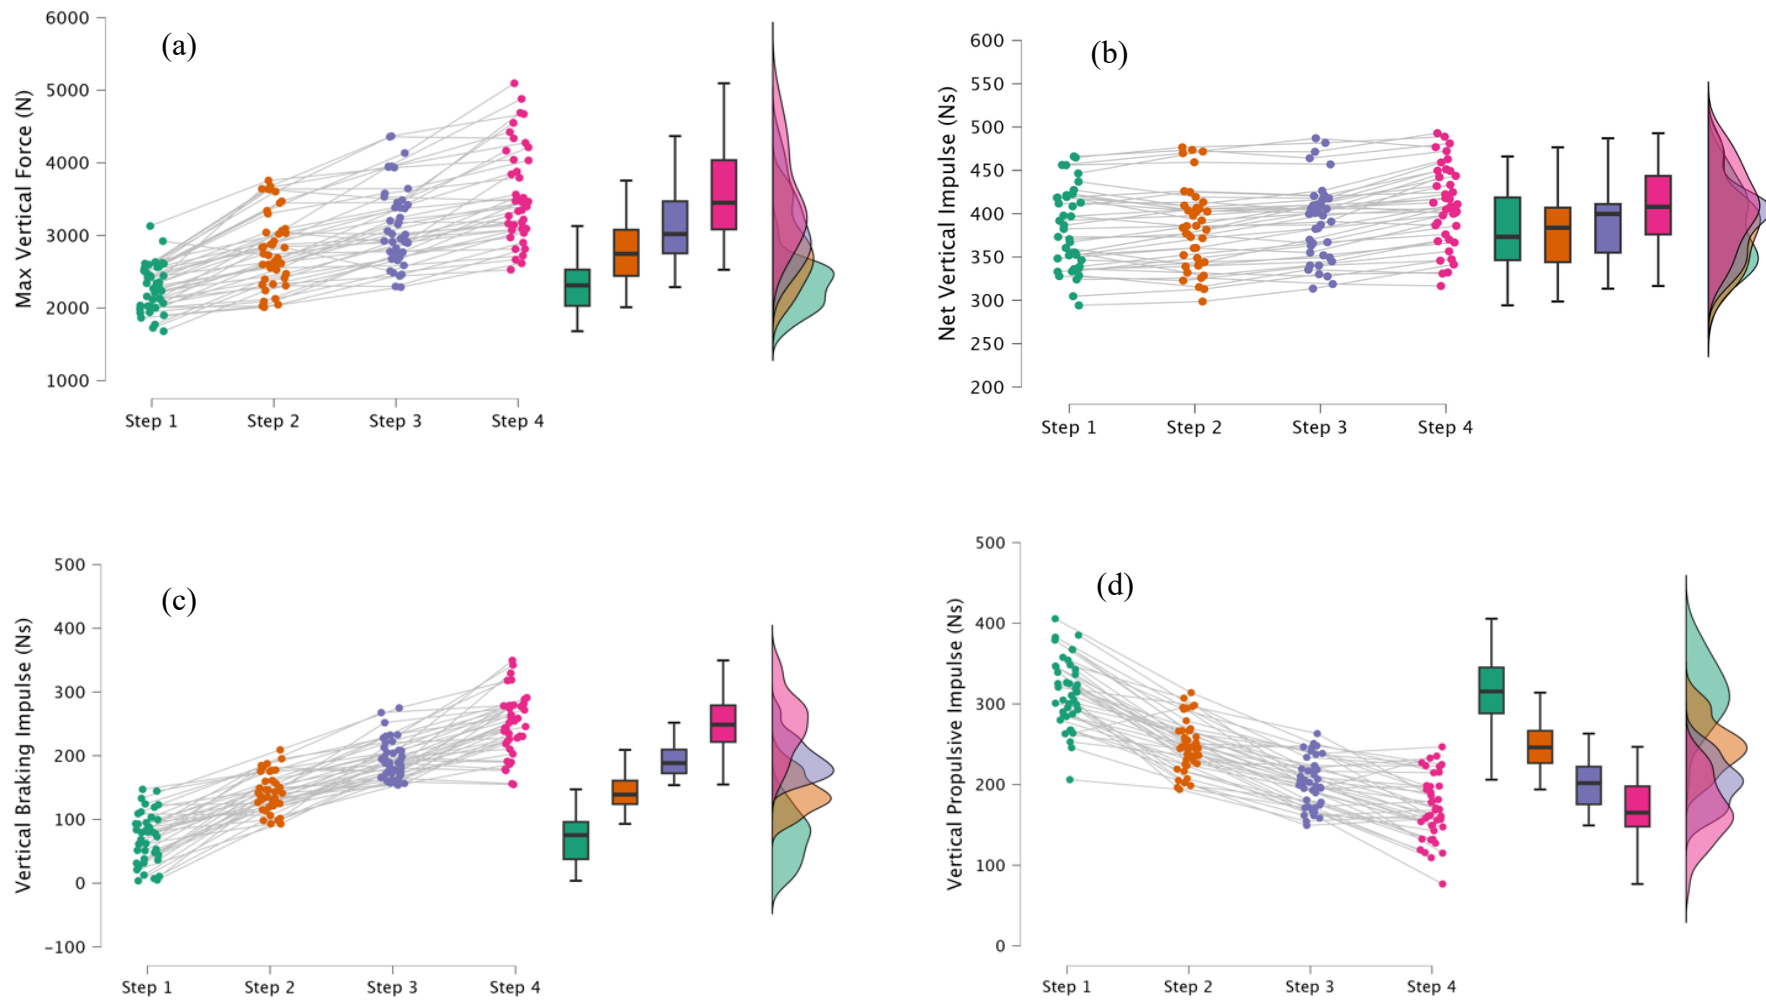 (a)
Max Vertical Force (N)
6000
5000
4000
3000
2000
1000
Step 1 Step 2 Step 3 Step 4
(b)
Net Vertical Impulse (Ns)
600
550
500
450
400
350
300
250
200
Step 1 Step 2 Step 3 Step 4
(c)
Vertical Braking Impulse (Ns)
500
400
300
200
100
0
−100
Step 1 Step 2 Step 3 Step 4
(d)
Vertical Propulsive Impulse (Ns)
500
400
300
200
100
0
Step 1 Step 2 Step 3 Step 4